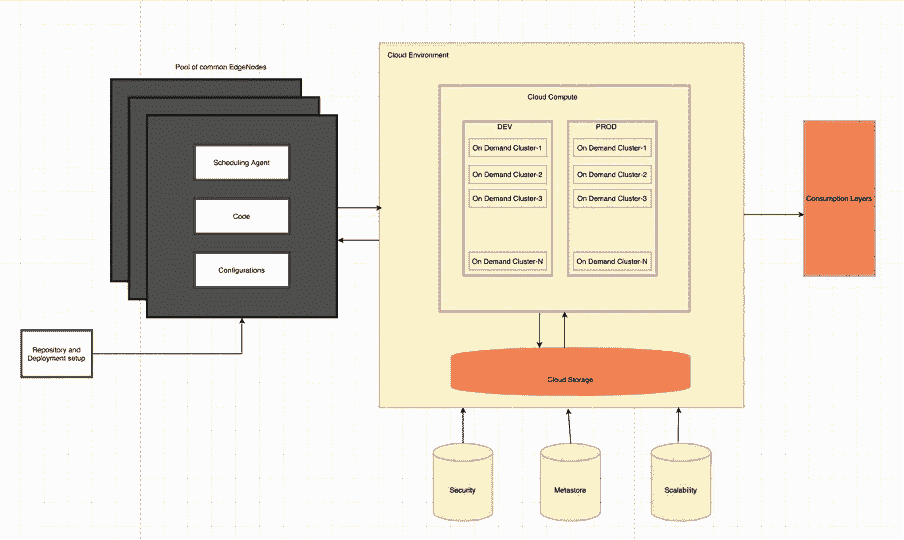 Pool of common EdgeNodes
Scheduling Agent
Code
Configurations
Repository and
Deployment setup
Cloud Environment
Cloud Compute
DEV
On Demand Cluster-1
On Demand Cluster-2
On Demand Cluster-3
On Demand Cluster-N
PROD
On Demand Cluster-1
On Demand Cluster-2
On Demand Cluster-3
On Demand Cluster-N
Cloud Storage
Security
Metastore
Scalability
Consumption Layers